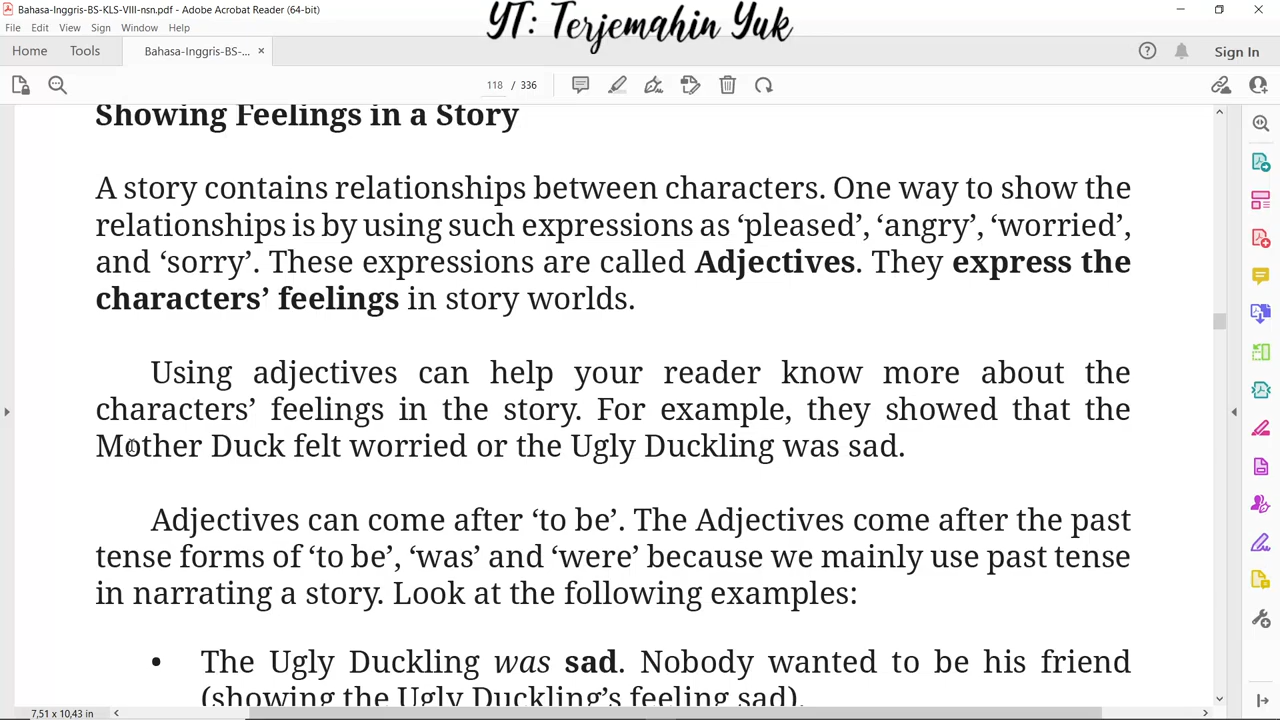 Bahasa-Inggris-BS-KLS-VIII-nsn.pdf - Adobe Acrobat Reader (64-bit)
YT: Terjemahin Yuk
File Edit View Sign Window Help
Home Tools Bahasa-Inggris-BS-... × Sign In
118 / 336
Showing Feelings in a Story
A story contains relationships between characters. One way to show the
relationships is by using such expressions as ‘pleased’, ‘angry’, ‘worried’,
and ‘sorry’. These expressions are called Adjectives. They express the
characters’ feelings in story worlds.
Using adjectives can help your reader know more about the
characters’ feelings in the story. For example, they showed that the
Mother Duck felt worried or the Ugly Duckling was sad.
Adjectives can come after ‘to be’. The Adjectives come after the past
tense forms of ‘to be’, ‘was’ and ‘were’ because we mainly use past tense
in narrating a story. Look at the following examples:
• The Ugly Duckling was sad. Nobody wanted to be his friend
(showing the Ugly Duckling’s feeling sad).
7,51 x 10,43 in